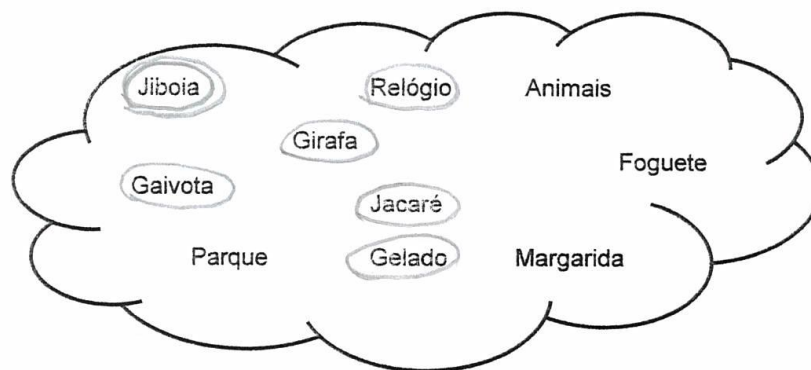 Jiboia Relógio Animais
Girafa
Foguete
Gaivota
Jacaré
Parque Gelado Margarida